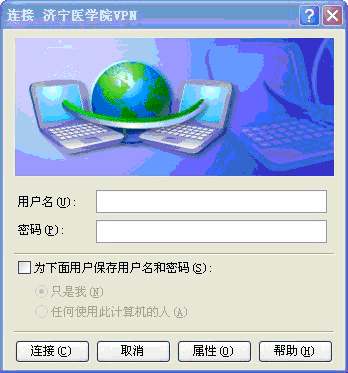 连接 济宁医学院VPN
用户名(U):
密码(P):
为下面用户保存用户名和密码(S):
只是我(N)
任何使用此计算机的人(A)
连接(C) 取消 属性(O) 帮助(H)